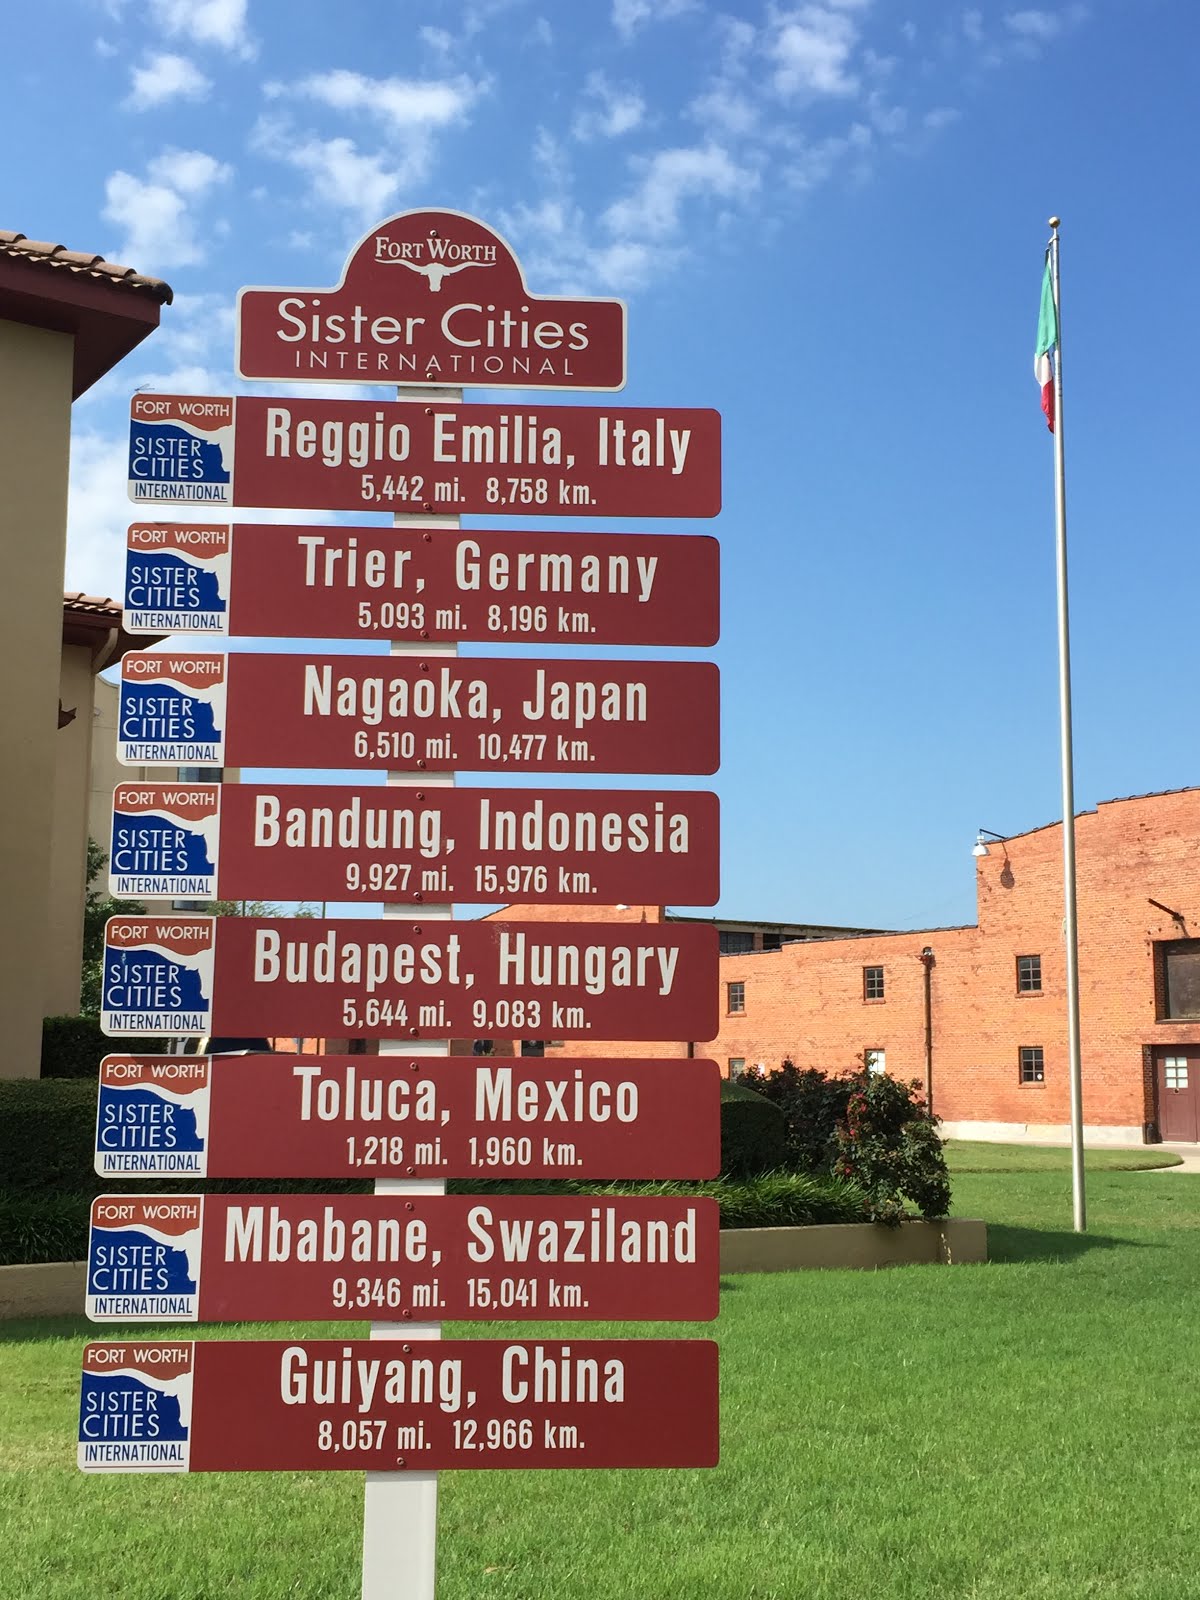 FORT WORTH
Sister Cities
INTERNATIONAL
FORT WORTH
SISTER
CITIES
INTERNATIONAL
Reggio Emilia, Italy
5,442 mi. 8,758 km.
FORT WORTH
SISTER
CITIES
INTERNATIONAL
Trier, Germany
5,093 mi. 8,196 km.
FORT WORTH
SISTER
CITIES
INTERNATIONAL
Nagaoka, Japan
6,510 mi. 10,477 km.
FORT WORTH
SISTER
CITIES
INTERNATIONAL
Bandung, Indonesia
9,927 mi. 15,976 km.
FORT WORTH
SISTER
CITIES
INTERNATIONAL
Budapest, Hungary
5,644 mi. 9,083 km.
FORT WORTH
SISTER
CITIES
INTERNATIONAL
Toluca, Mexico
1,218 mi. 1,960 km.
FORT WORTH
SISTER
CITIES
INTERNATIONAL
Mbabane, Swaziland
9,346 mi. 15,041 km.
FORT WORTH
SISTER
CITIES
INTERNATIONAL
Guiyang, China
8,057 mi. 12,966 km.